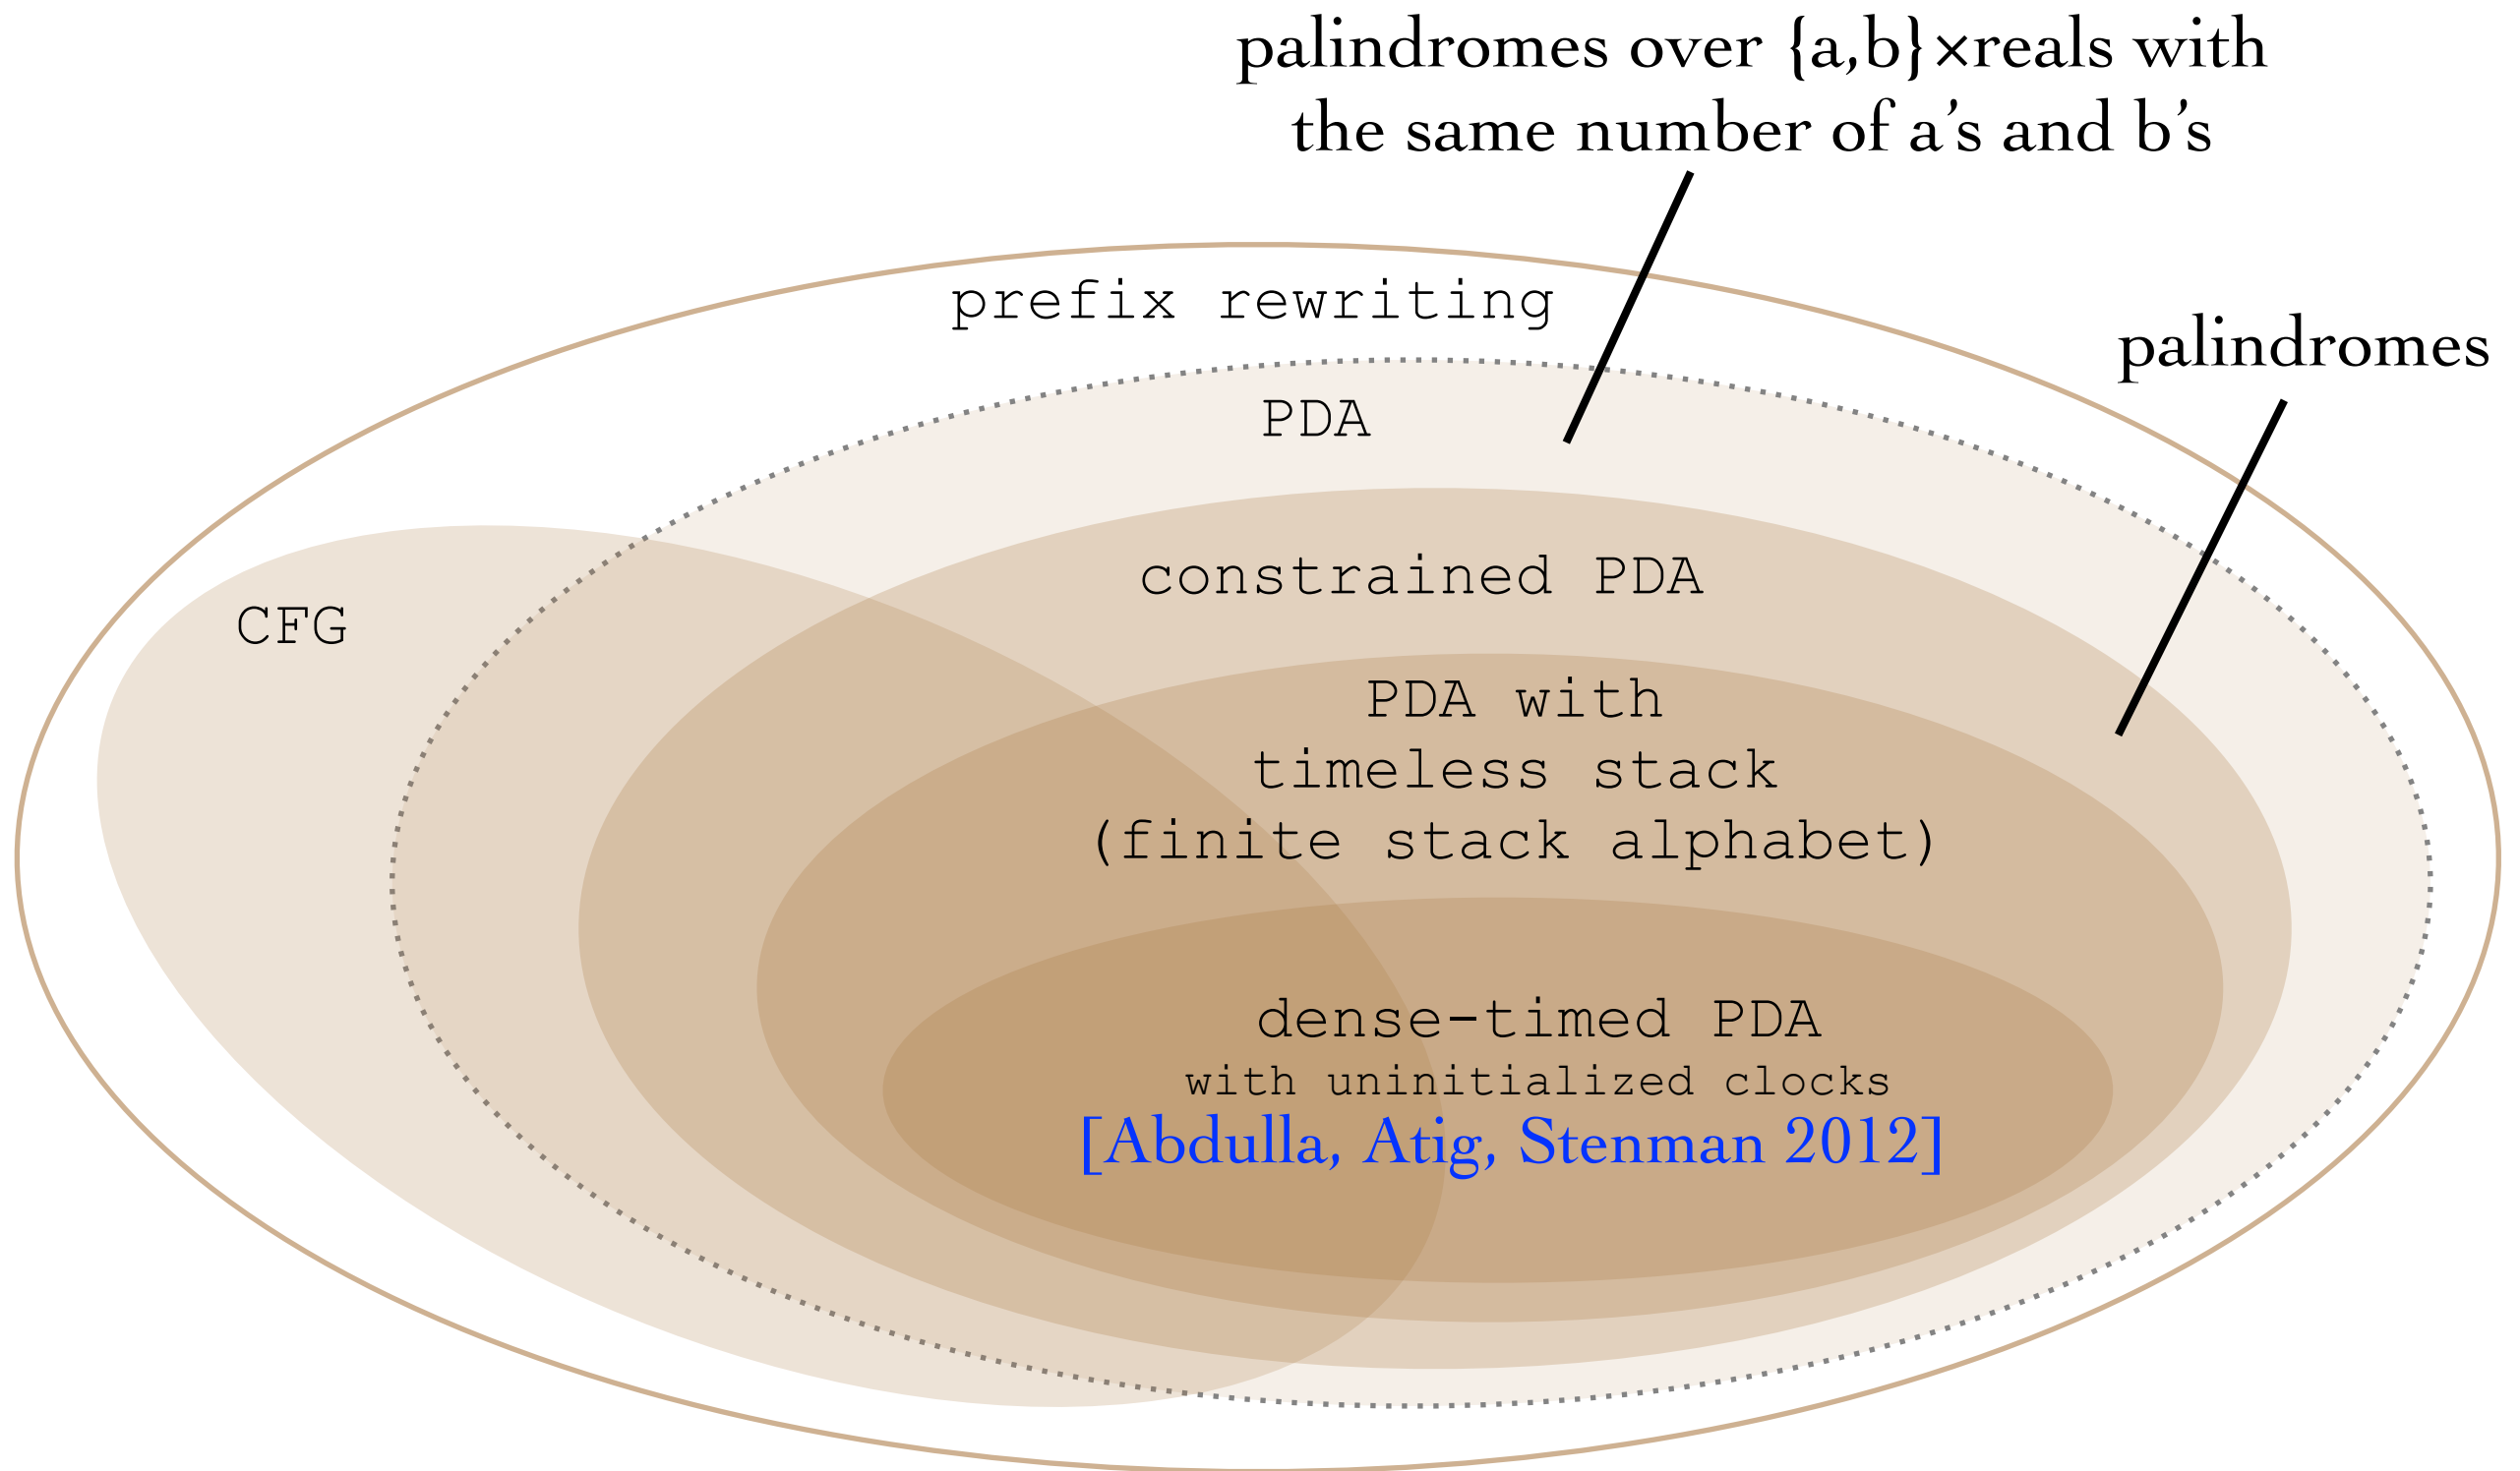 palindromes over {a,b}×reals with
the same number of a’s and b’s
prefix rewriting
palindromes
PDA
constrained PDA
CFG
PDA with
timeless stack
(finite stack alphabet)
dense-timed PDA
with uninitialized clocks
[Abdulla, Atig, Stenman 2012]